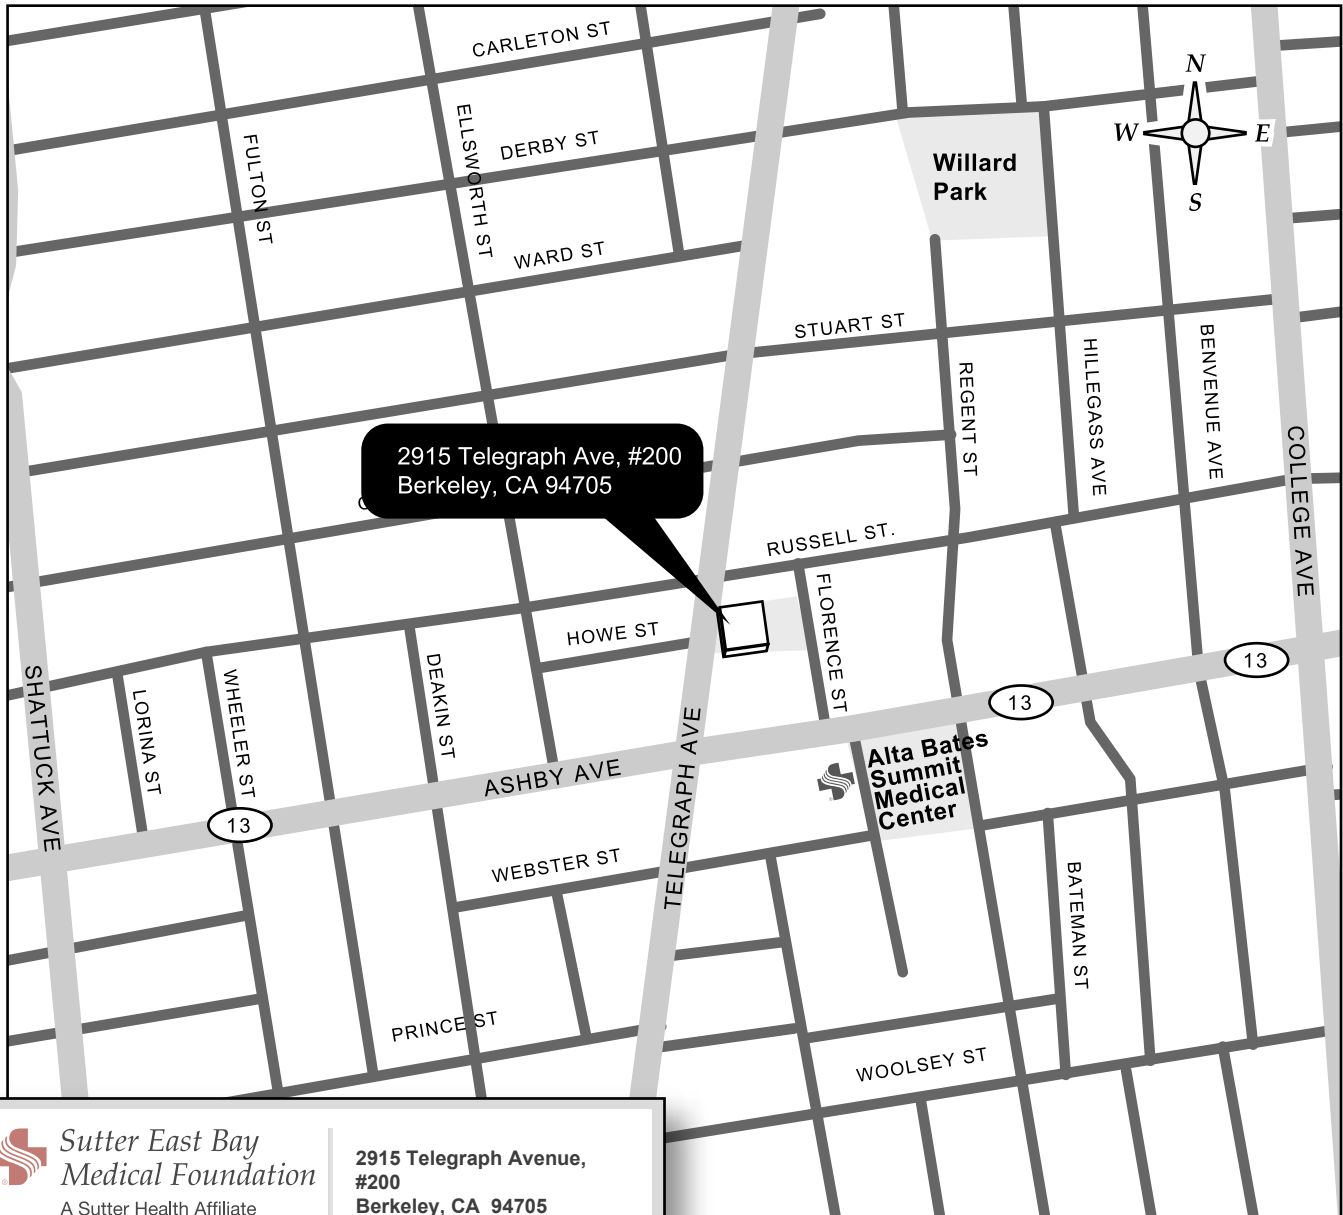 CARLETON ST
N
W
E
S
FULTON ST
ELLSWORTH ST
DERBY ST
Willard
Park
WARD ST
STUART ST
REGENT ST
HILLEGASS AVE
BENVENUE AVE
COLLEGE AVE
2915 Telegraph Ave, #200
Berkeley, CA 94705
RUSSELL ST.
FLORENCE ST
HOWE ST
SHATTUCK AVE
LORINA ST
WHEELER ST
DEAKIN ST
13
13
TELEGRAPH AVE
ASHBY AVE
Alta Bates
Summit
Medical
Center
13
WEBSTER ST
BATEMAN ST
PRINCE ST
WOOLSEY ST
Sutter East Bay
Medical Foundation
A Sutter Health Affiliate
2915 Telegraph Avenue,
#200
Berkeley, CA 94705